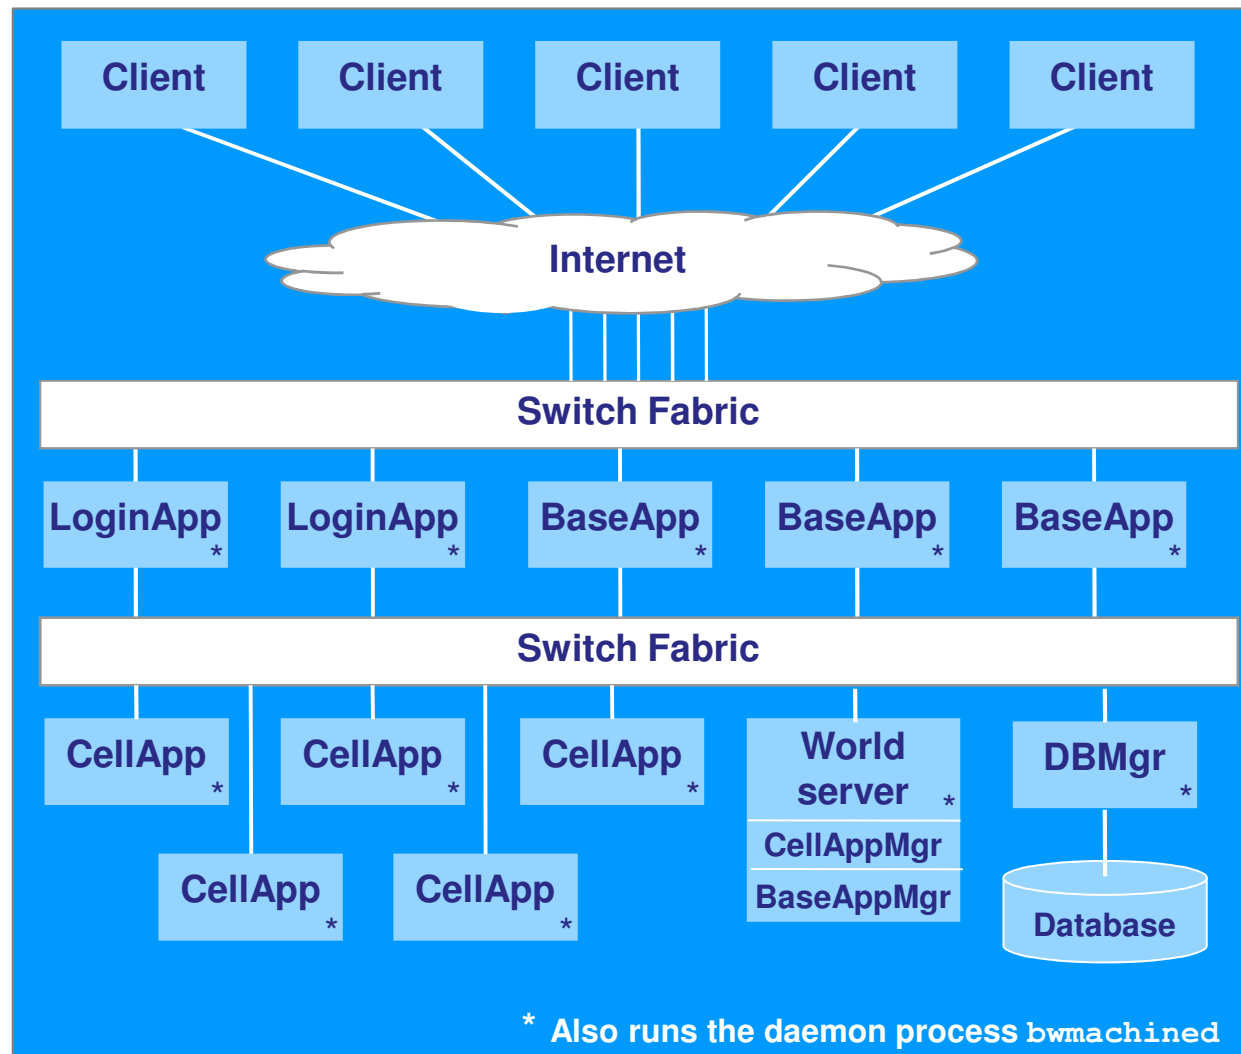 Client Client Client Client Client
Internet
Switch Fabric
LoginApp * LoginApp * BaseApp * BaseApp * BaseApp *
Switch Fabric
CellApp * CellApp * CellApp *
World
server *
CellAppMgr
BaseAppMgr
DBMgr *
CellApp * CellApp *
Database
* Also runs the daemon process bwmachined